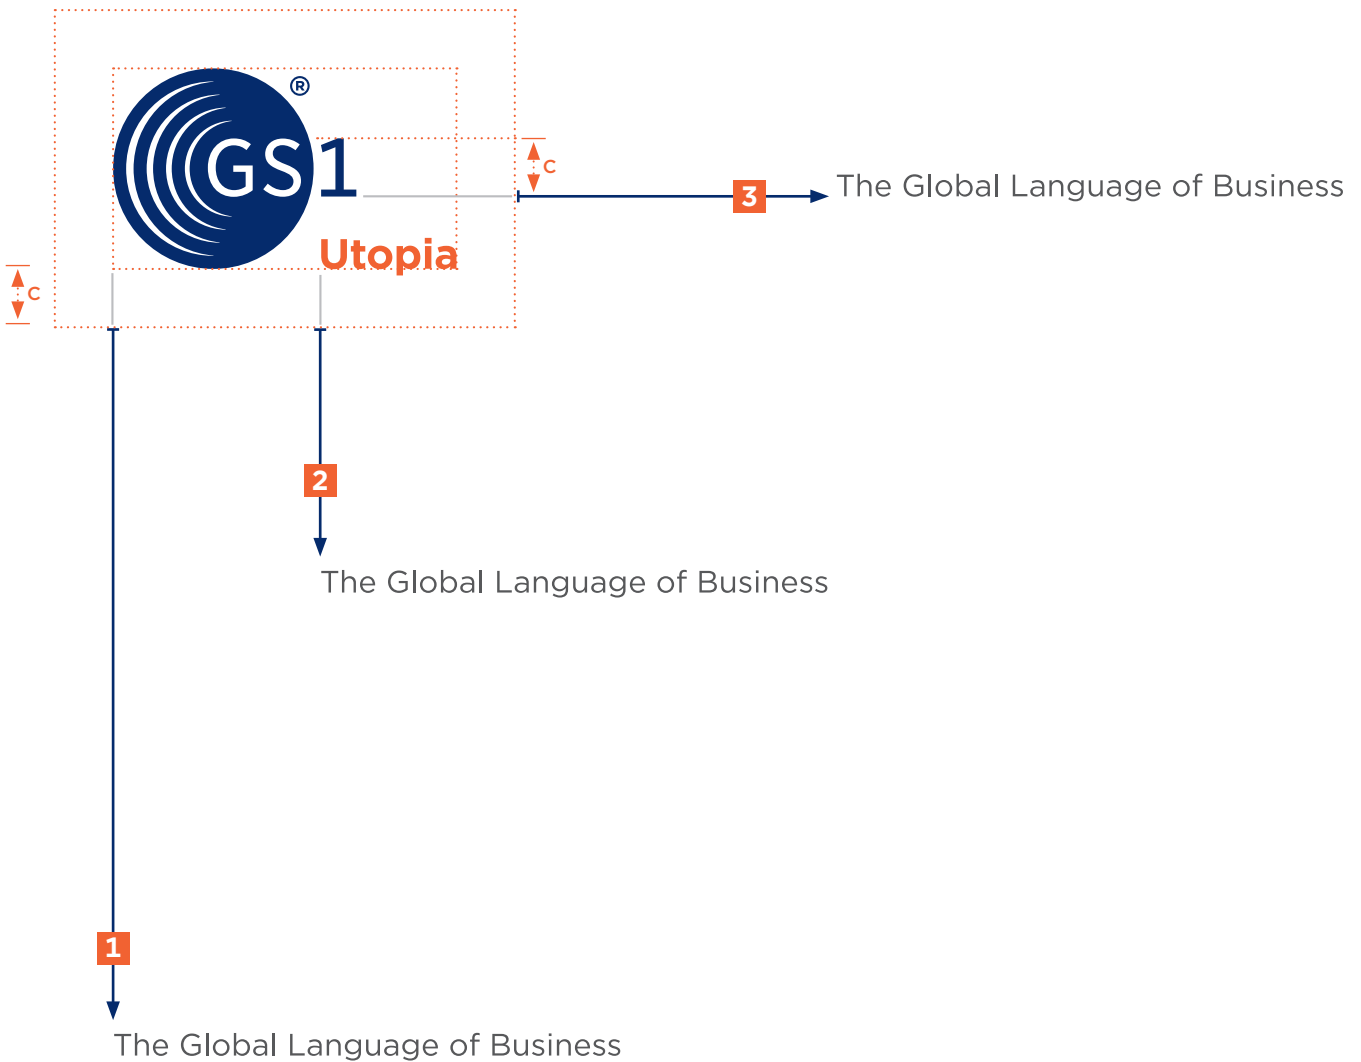 GS1®
C
3 The Global Language of Business
Utopia
C
2
The Global Language of Business
1
The Global Language of Business